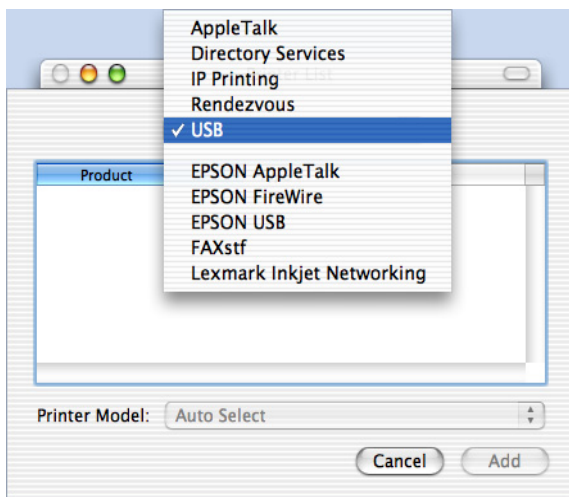 AppleTalk
Directory Services
IP Printing
Rendezvous
✓ USB
EPSON AppleTalk
EPSON FireWire
EPSON USB
FAXstf
Lexmark Inkjet Networking
Product
Printer Model: Auto Select
Cancel Add